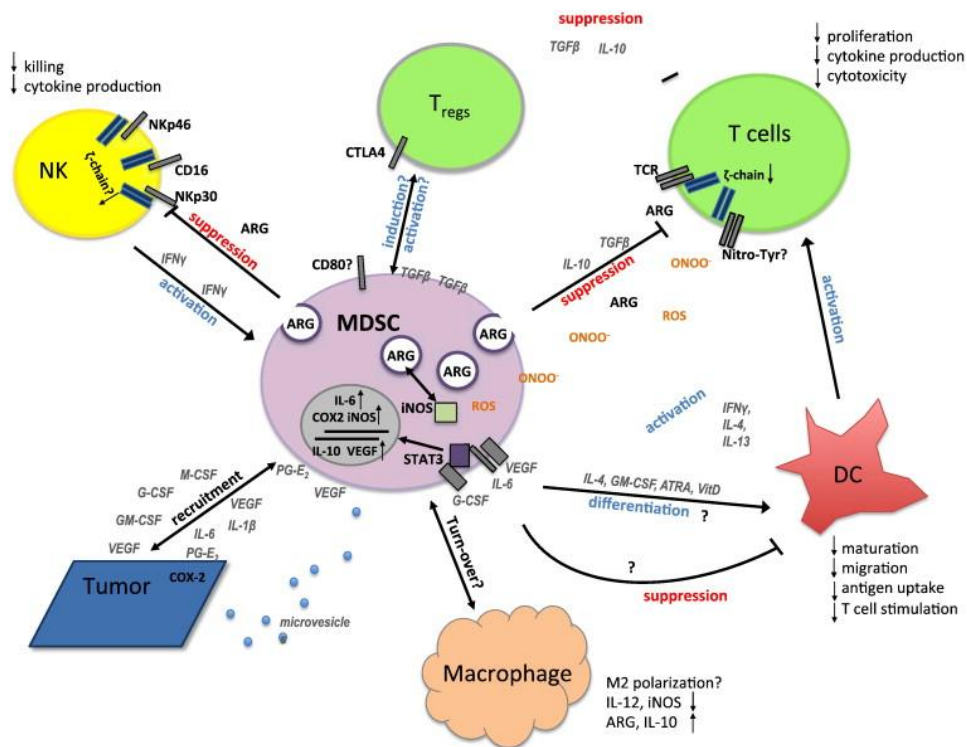 suppression
TGFβ IL-10
↓ proliferation
↓ cytokine production
↓ cytotoxicity
↓ killing
↓ cytokine production
NKp46
NK
ζ-chain?
CD16
NKp30
Tregs
CTLA4
T cells
TCR
ζ-chain ↓
Nitro-Tyr?
suppression
ARG
IFNγ
IFNγ
activation
induction?
activation?
CD80?
TGFβ TGFβ
ARG
TGFβ
IL-10
suppression
ONOO⁻
ARG
ROS
ONOO⁻
ONOO⁻
activation
MDSC
ARG
ARG
ARG
ARG
iNOS
ROS
IL-6 ↑
COX2 iNOS ↑
IL-10 VEGF ↑
STAT3
VEGF
IL-6
G-CSF
activation
IFNγ,
IL-4,
IL-13
DC
IL-4, GM-CSF, ATRA, VitD
differentiation ?
?
suppression
↓ maturation
↓ migration
↓ antigen uptake
↓ T cell stimulation
PG-E2
VEGF
M-CSF
G-CSF
recruitment
VEGF
GM-CSF
IL-1β
IL-6
VEGF
PG-E2
COX-2
Tumor
microvesicle
Turn-over?
Macrophage
M2 polarization?
IL-12, iNOS ↓
ARG, IL-10 ↑